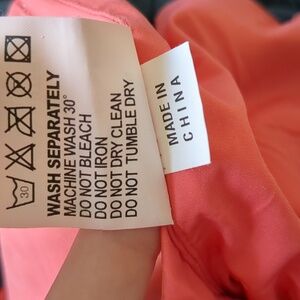 30
WASH SEPARATELY
MACHINE WASH 30°
DO NOT BLEACH
DO NOT IRON
DO NOT DRY CLEAN
DO NOT TUMBLE DRY
MADE IN
CHINA